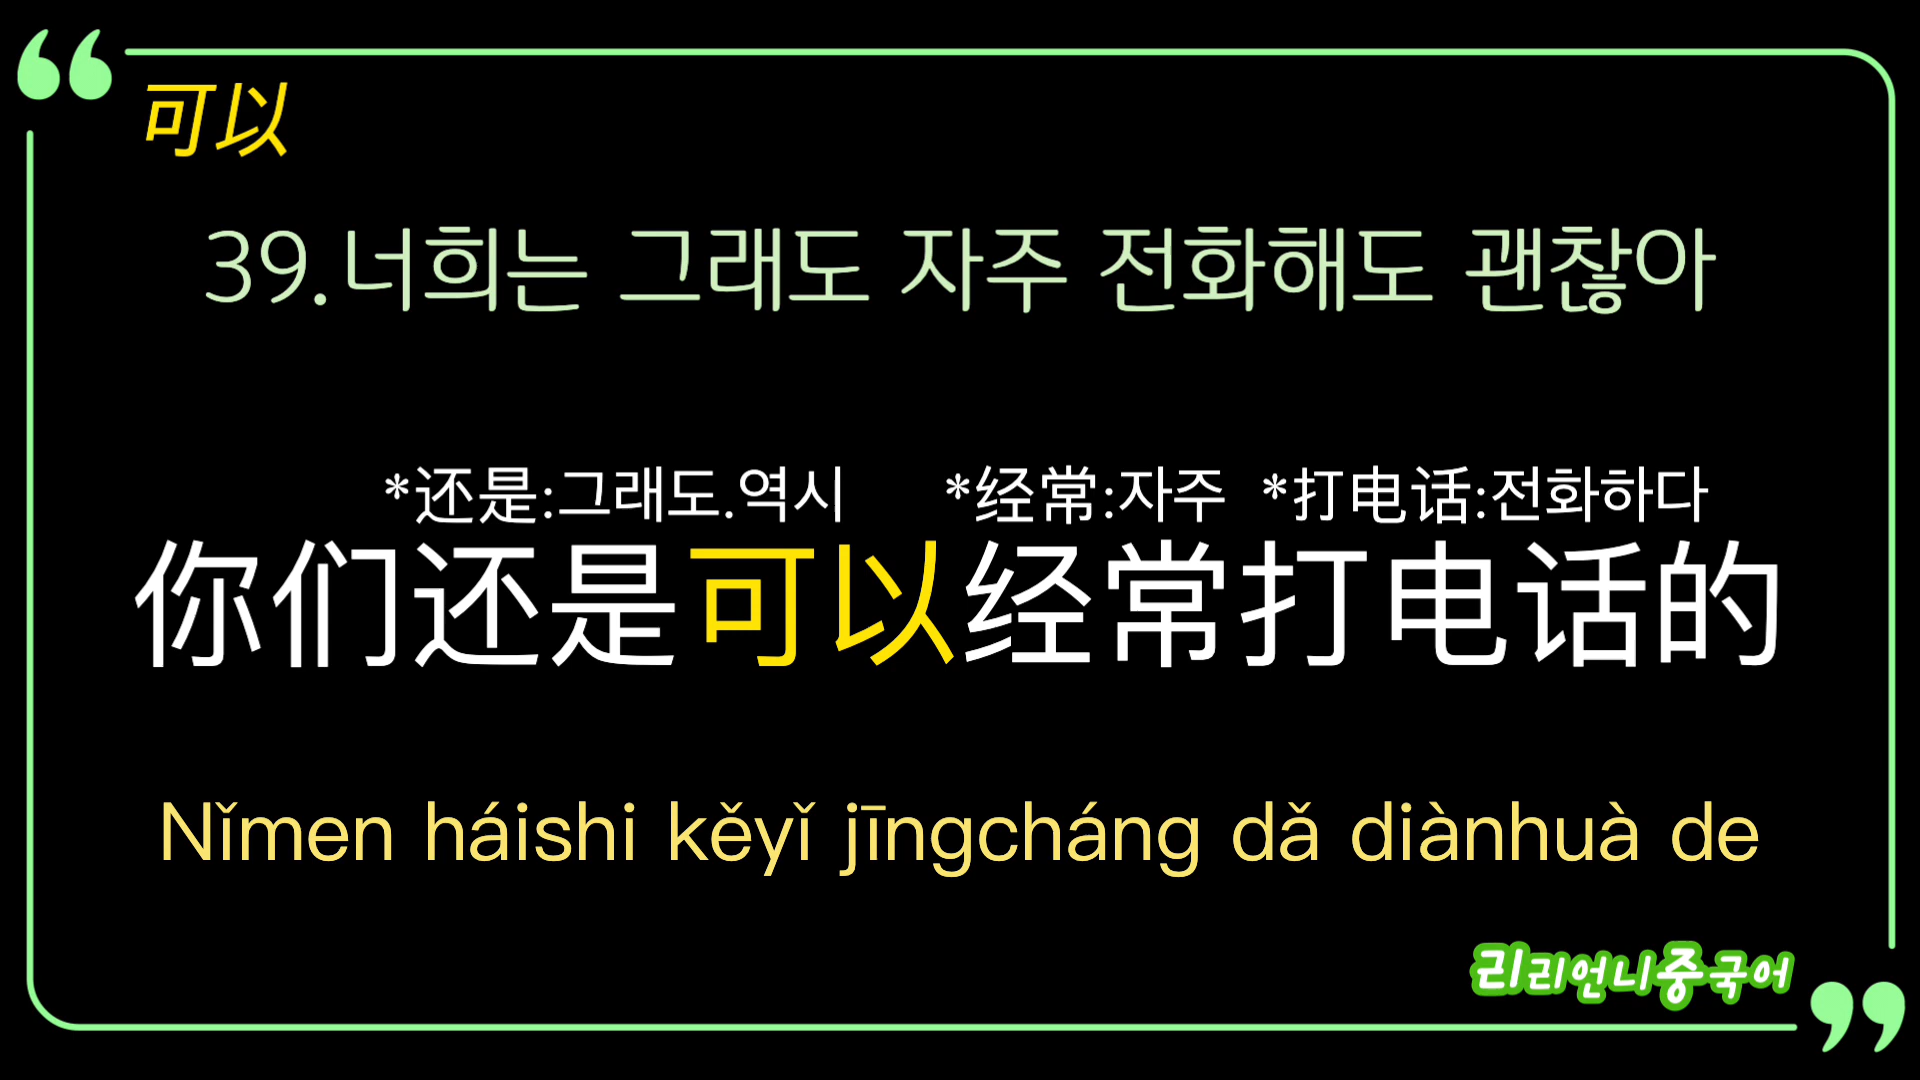 可以
39.너희는 그래도 자주 전화해도 괜찮아
*还是:그래도.역시 *经常:자주 *打电话:전화하다
你们还是可以经常打电话的
Nǐmen háishi kěyǐ jīngcháng dǎ diànhuà de
리리언니중국어